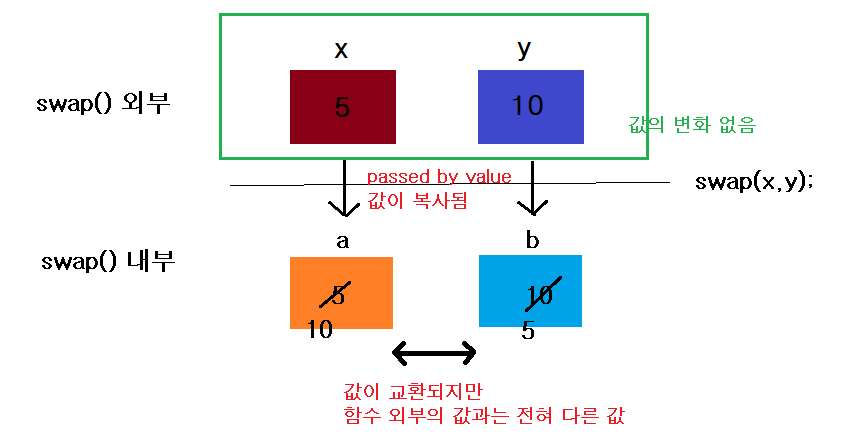 x
y
swap() 외부
5
10
값의 변화 없음
passed by value
값이 복사됨
swap(x,y);
a
b
swap() 내부
5
10
10
5
값이 교환되지만
함수 외부의 값과는 전혀 다른 값